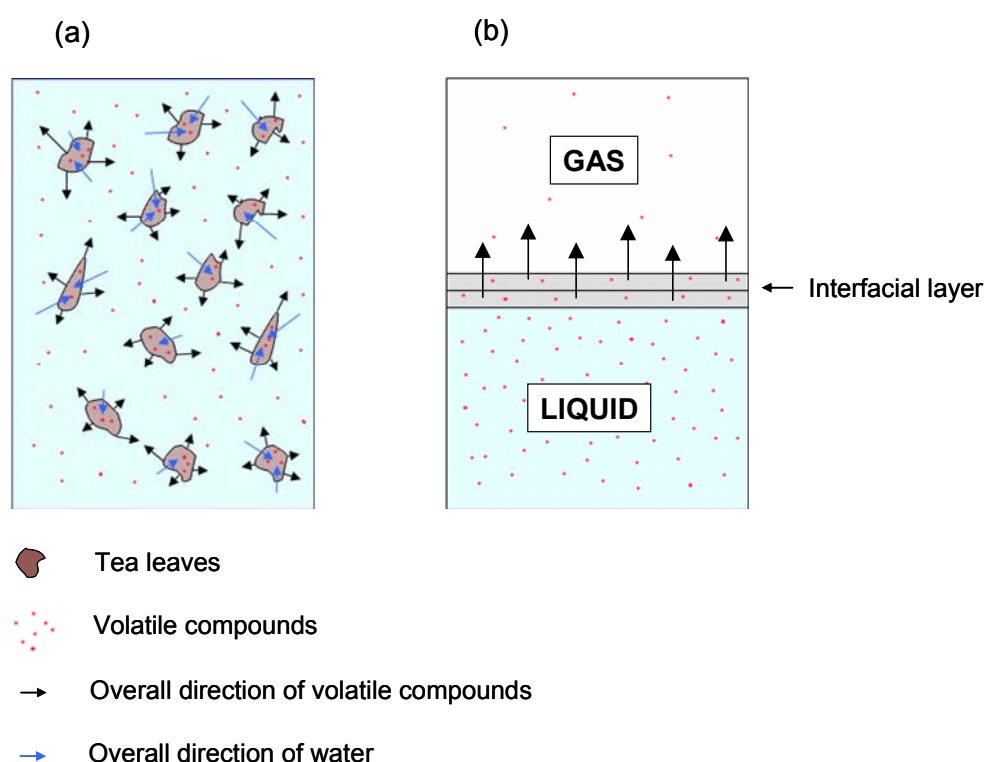 (a)
(b)
GAS
Interfacial layer
LIQUID
Tea leaves
Volatile compounds
Overall direction of volatile compounds
Overall direction of water